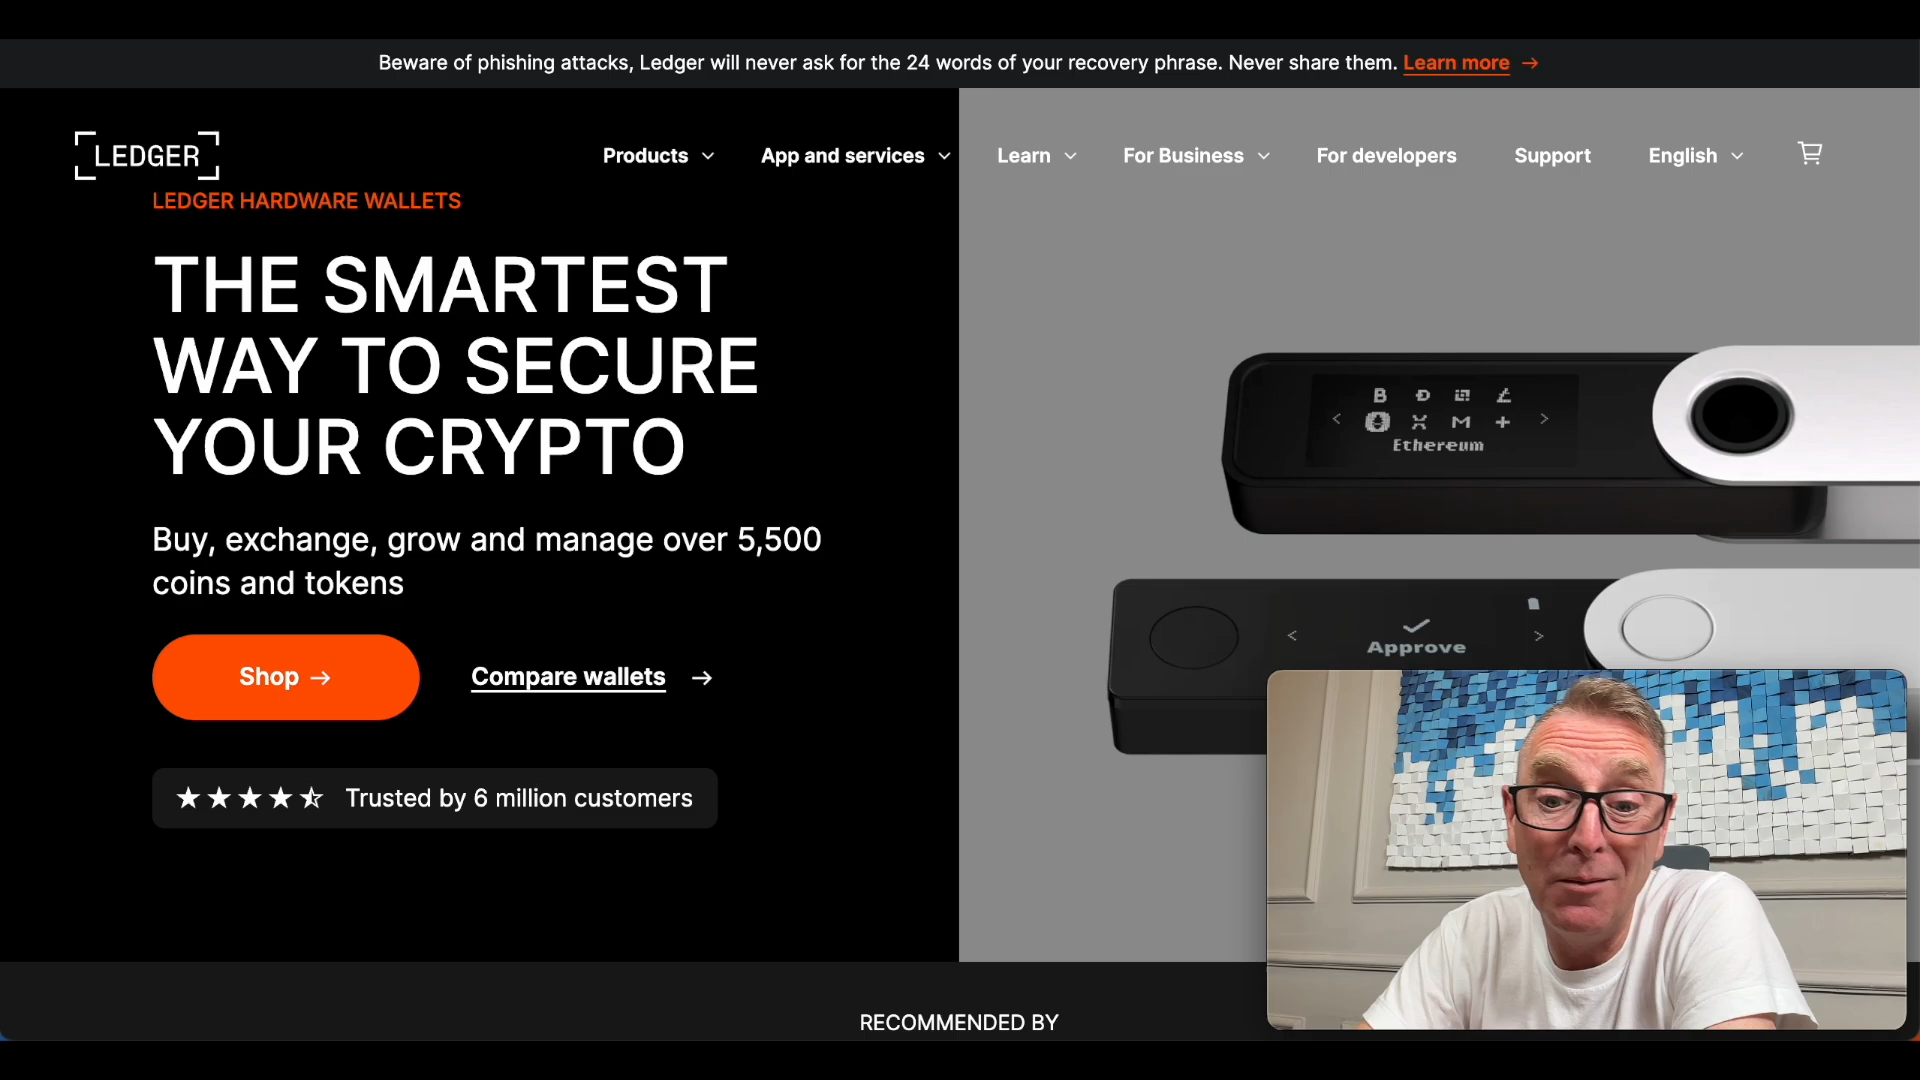 Beware of phishing attacks, Ledger will never ask for the 24 words of your recovery phrase. Never share them. Learn more →
LEDGER
Products
App and services
Learn
For Business
For developers
Support
English
LEDGER HARDWARE WALLETS
THE SMARTEST
WAY TO SECURE
YOUR CRYPTO
Buy, exchange, grow and manage over 5,500
coins and tokens
Shop →
Compare wallets →
★★★★ Trusted by 6 million customers
Ethereum
Approve
RECOMMENDED BY